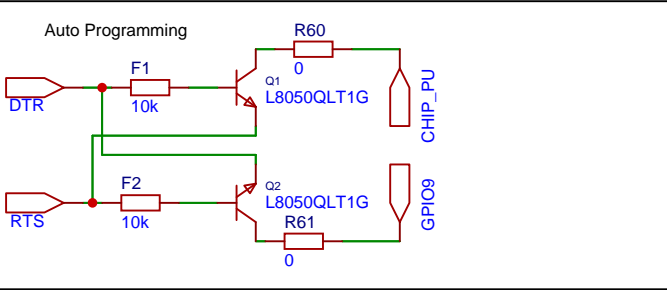 Auto Programming
R60
0
F1
10k
DTR
Q1
L8050QLT1G
CHIP_PU
F2
10k
RTS
Q2
L8050QLT1G
R61
0
GPIO9